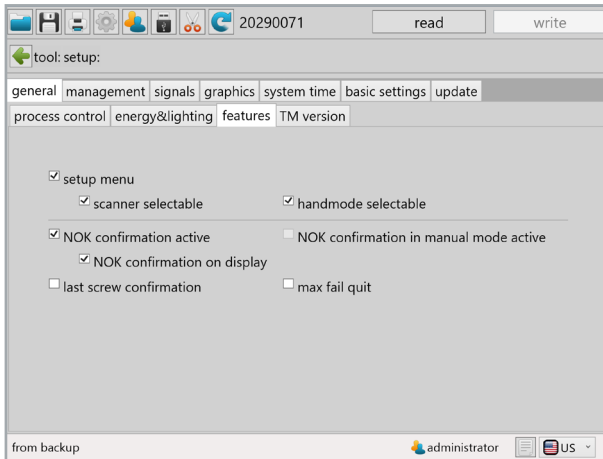 20290071 read write
tool: setup:
general management signals graphics system time basic settings update
process control energy&lighting features TM version
setup menu
scanner selectable handmode selectable
NOK confirmation active NOK confirmation in manual mode active
NOK confirmation on display
last screw confirmation max fail quit
from backup administrator US